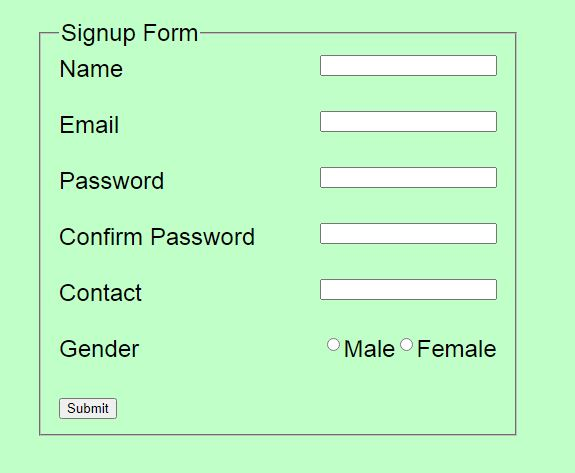 Signup Form
Name
Email
Password
Confirm Password
Contact
Gender Male Female
Submit